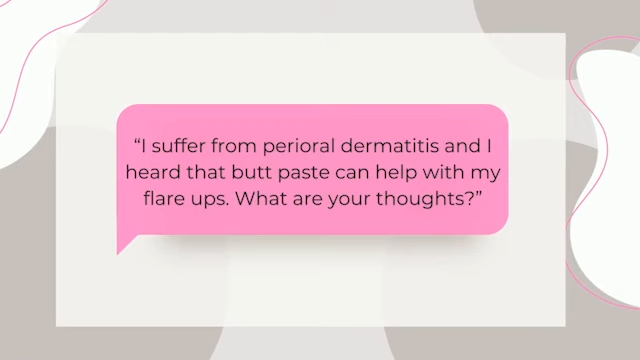 “I suffer from perioral dermatitis and I
heard that butt paste can help with my
flare ups. What are your thoughts?”